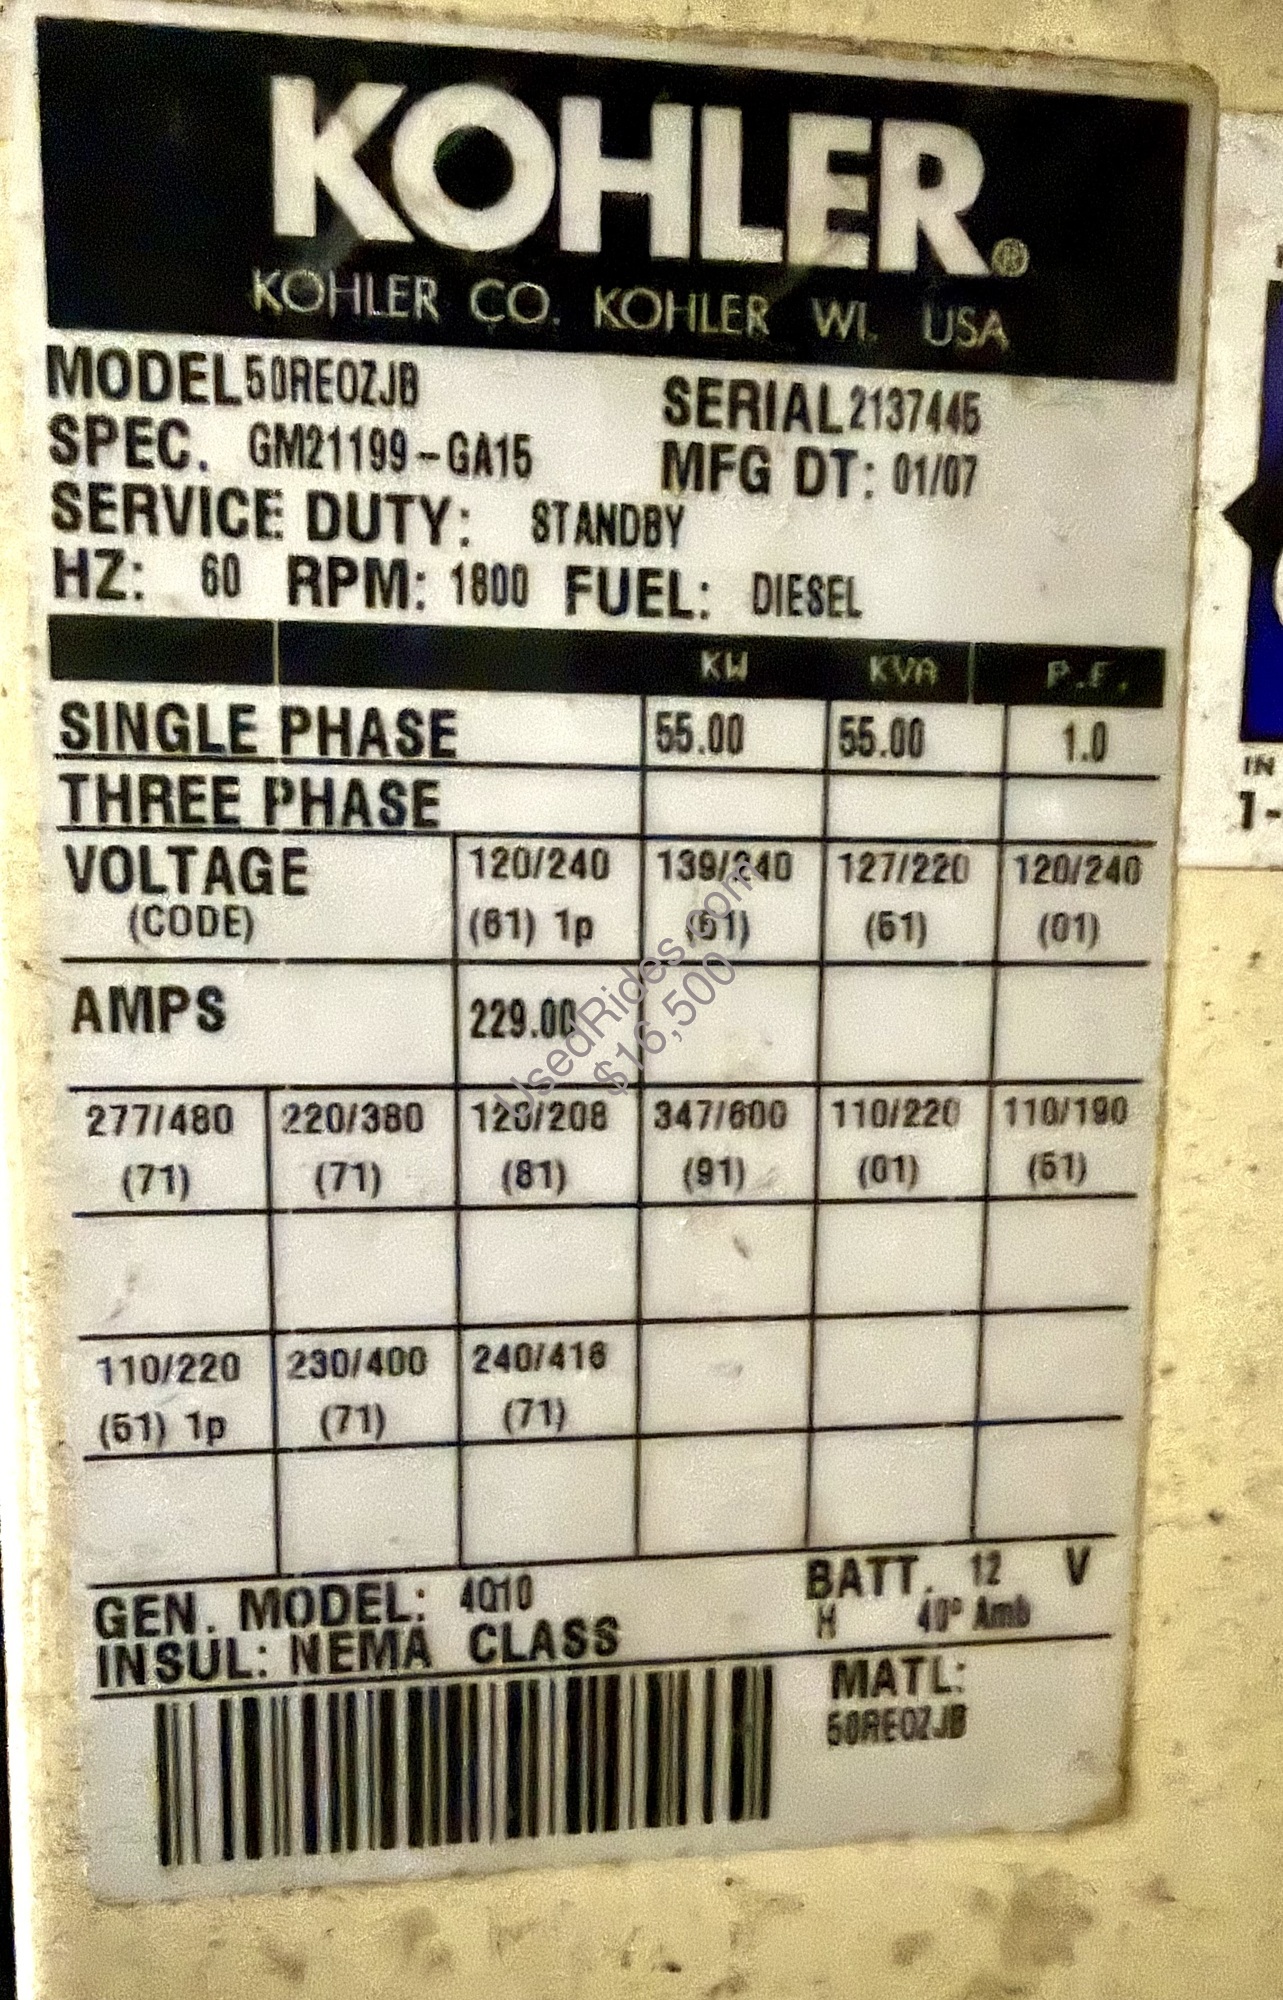 KOHLER®
KOHLER CO. KOHLER WI. USA
MODEL 50REOZJB SERIAL 2137445
SPEC. GM21199-GA15 MFG DT: 01/07
SERVICE DUTY: STANDBY
HZ: 60 RPM: 1800 FUEL: DIESEL
KW KVA P.F.
SINGLE PHASE 55.00 55.00 1.0
THREE PHASE
VOLTAGE 120/240 139/240 127/220 120/240
(CODE) (61) 1p (61) (61) (01)
AMPS 229.00
277/480 220/380 120/208 347/600 110/220 110/190
(71) (71) (81) (91) (01) (61)
110/220 230/400 240/416
(61) 1p (71) (71)
GEN. MODEL: 4Q10 BATT. 12 V
INSUL: NEMA CLASS H 40° Amb
MATL:
50REOZJB
UsedRides.com
$16,500
IN
1-